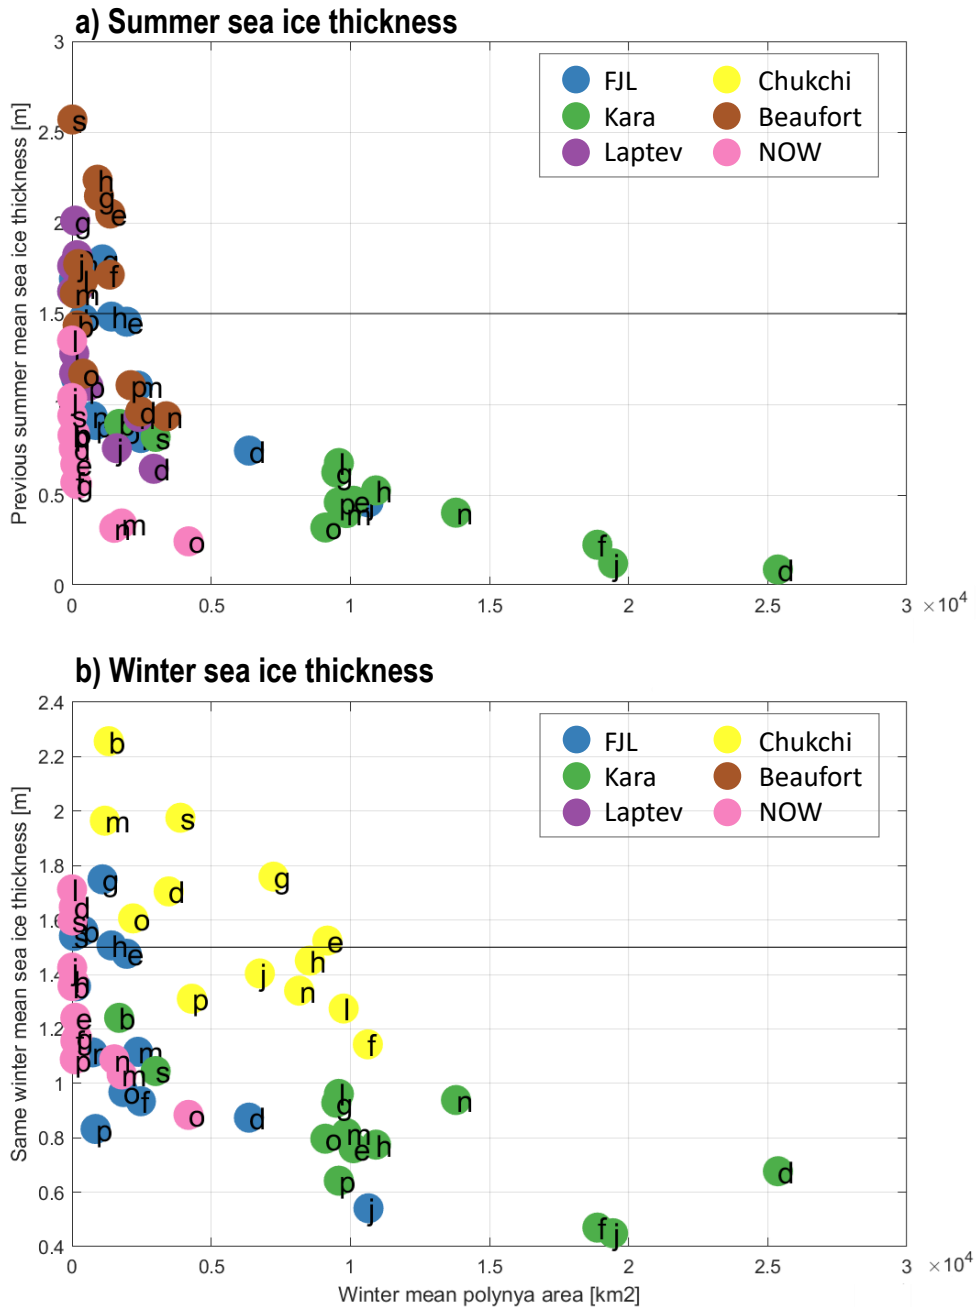 a) Summer sea ice thickness
Previous summer mean sea ice thickness [m]
3
2.5
2
1.5
1
0.5
0
FJL
Chukchi
Kara
Beaufort
Laptev
NOW
s
h
g
e
g
g
j
f
m
h
e
b
l
o
p
p
m
j
d
n
s
b
s
j
d
d
e
g
l
g
h
p
e
m
n
n
m
o
o
f
j
d
0
0.5
1
1.5
2
2.5
3
×10⁴
b) Winter sea ice thickness
Same winter mean sea ice thickness [m]
2.4
2.2
2
1.8
1.6
1.4
1.2
1
0.8
0.6
0.4
FJL
Chukchi
Kara
Beaufort
Laptev
NOW
b
m
s
g
g
l
d
d
o
s
b
s
h
e
e
h
j
j
b
n
p
l
e
b
f
g
m
n
p
m
s
o
f
l
g
n
p
o
d
o
m
e
h
p
d
j
f
j
0
0.5
1
1.5
2
2.5
3
×10⁴
Winter mean polynya area [km2]